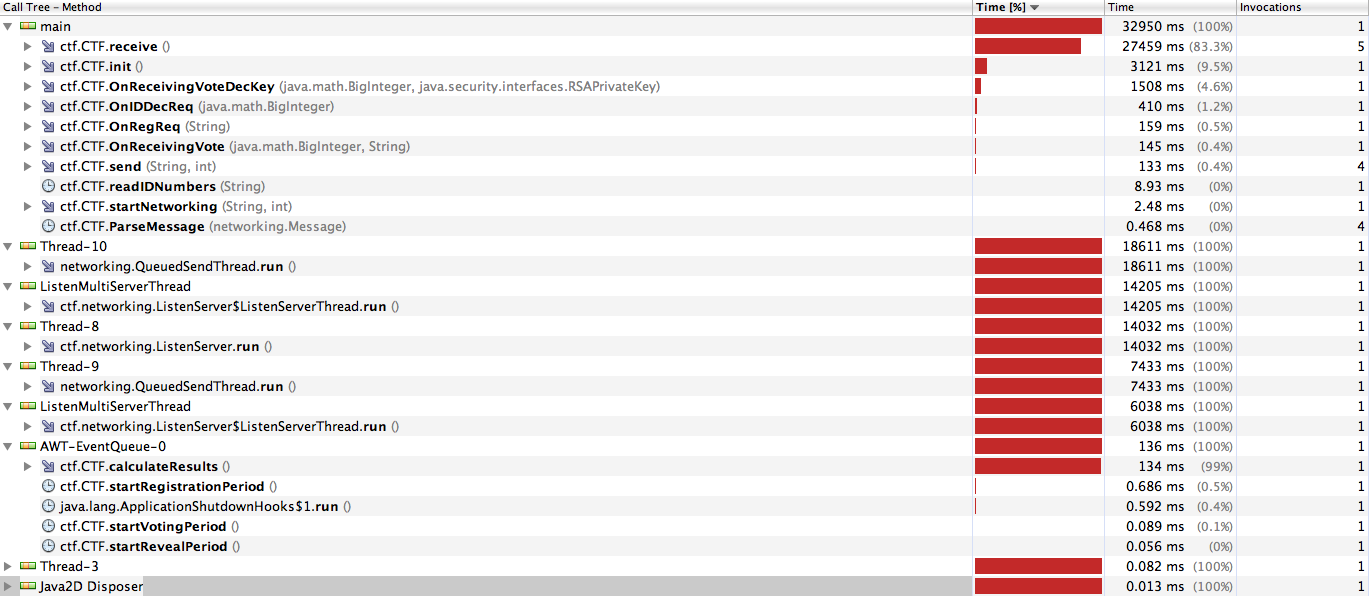 Call Tree – Method Time [%] Time Invocations
main 32950 ms (100%) 1
ctf.CTF.receive () 27459 ms (83.3%) 5
ctf.CTF.init () 3121 ms (9.5%) 1
ctf.CTF.OnReceivingVoteDecKey (java.math.BigInteger, java.security.interfaces.RSAPrivateKey) 1508 ms (4.6%) 1
ctf.CTF.OnIDDecReq (java.math.BigInteger) 410 ms (1.2%) 1
ctf.CTF.OnRegReq (String) 159 ms (0.5%) 1
ctf.CTF.OnReceivingVote (java.math.BigInteger, String) 145 ms (0.4%) 1
ctf.CTF.send (String, int) 133 ms (0.4%) 4
ctf.CTF.readIDNumbers (String) 8.93 ms (0%) 1
ctf.CTF.startNetworking (String, int) 2.48 ms (0%) 1
ctf.CTF.ParseMessage (networking.Message) 0.468 ms (0%) 4
Thread-10 18611 ms (100%) 1
networking.QueuedSendThread.run () 18611 ms (100%) 1
ListenMultiServerThread 14205 ms (100%) 1
ctf.networking.ListenServer$ListenServerThread.run () 14205 ms (100%) 1
Thread-8 14032 ms (100%) 1
ctf.networking.ListenServer.run () 14032 ms (100%) 1
Thread-9 7433 ms (100%) 1
networking.QueuedSendThread.run () 7433 ms (100%) 1
ListenMultiServerThread 6038 ms (100%) 1
ctf.networking.ListenServer$ListenServerThread.run () 6038 ms (100%) 1
AWT-EventQueue-0 136 ms (100%) 1
ctf.CTF.calculateResults () 134 ms (99%) 1
ctf.CTF.startRegistrationPeriod () 0.686 ms (0.5%) 1
java.lang.ApplicationShutdownHooks$1.run () 0.592 ms (0.4%) 1
ctf.CTF.startVotingPeriod () 0.089 ms (0.1%) 1
ctf.CTF.startRevealPeriod () 0.056 ms (0%) 1
Thread-3 0.082 ms (100%) 1
Java2D Disposer 0.013 ms (100%) 1